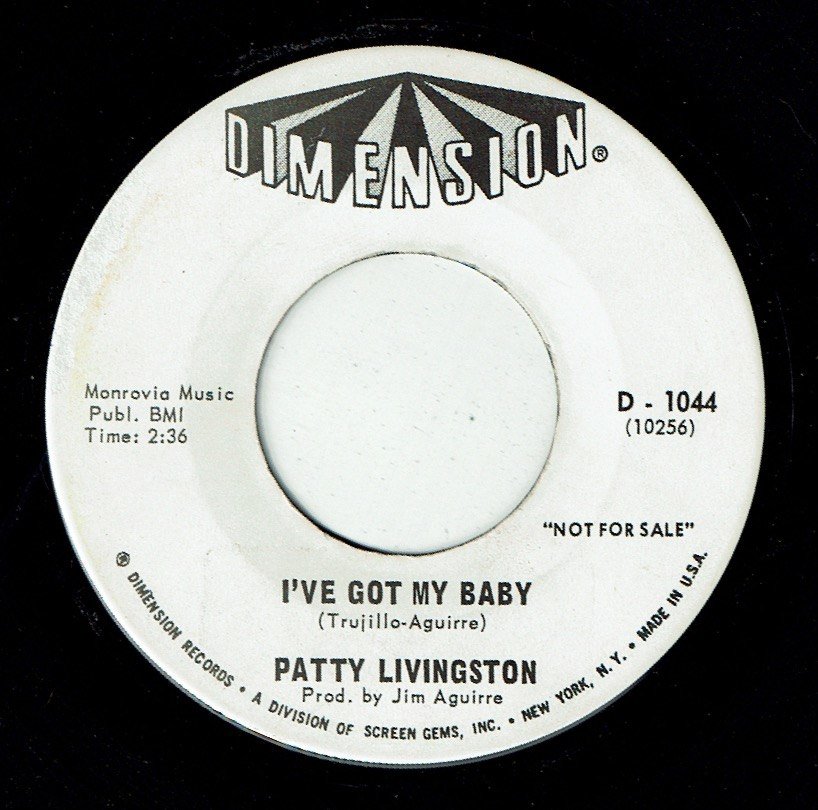 DIMENSION®
Monrovia Music
Publ. BMI
Time: 2:36
D - 1044
(10256)
"NOT FOR SALE"
I'VE GOT MY BABY
(Trujillo-Aguirre)
PATTY LIVINGSTON
Prod. by Jim Aguirre
® DIMENSION RECORDS • A DIVISION OF SCREEN GEMS, INC. • NEW YORK, N. Y. • MADE IN U.S.A.